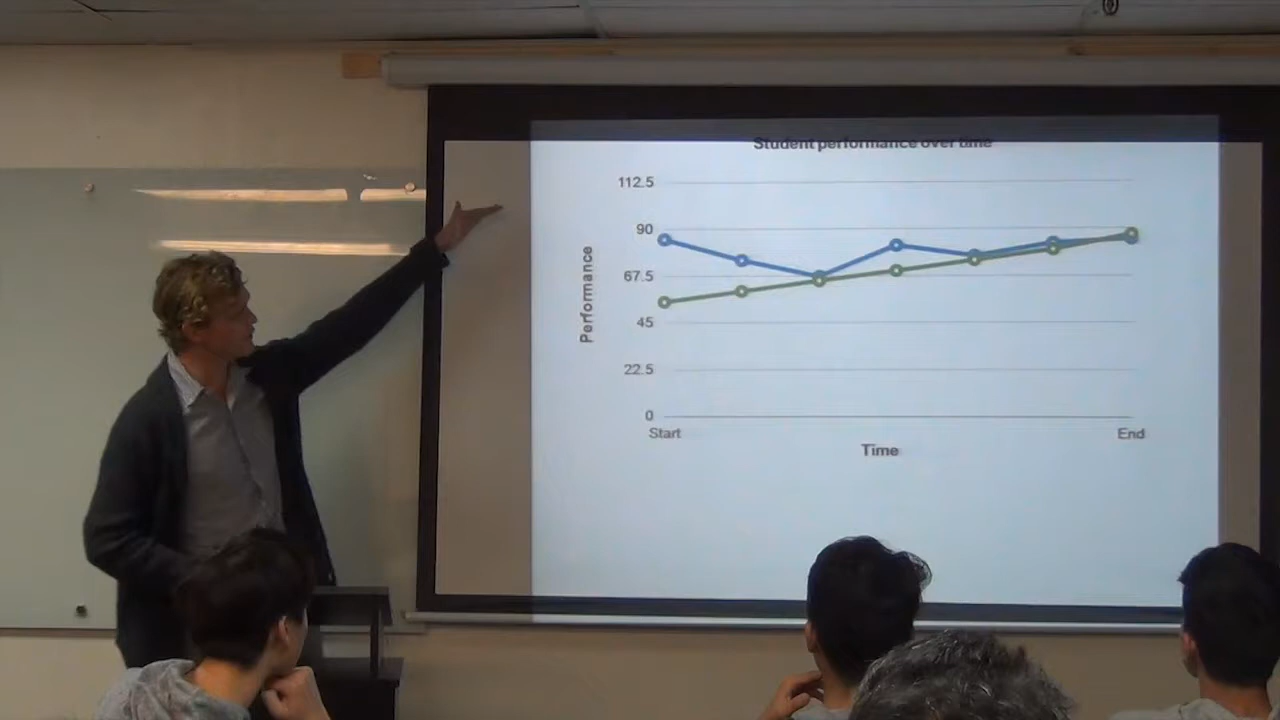 Student performance over time
112.5
90
67.5
45
22.5
0
Performance
Start
End
Time